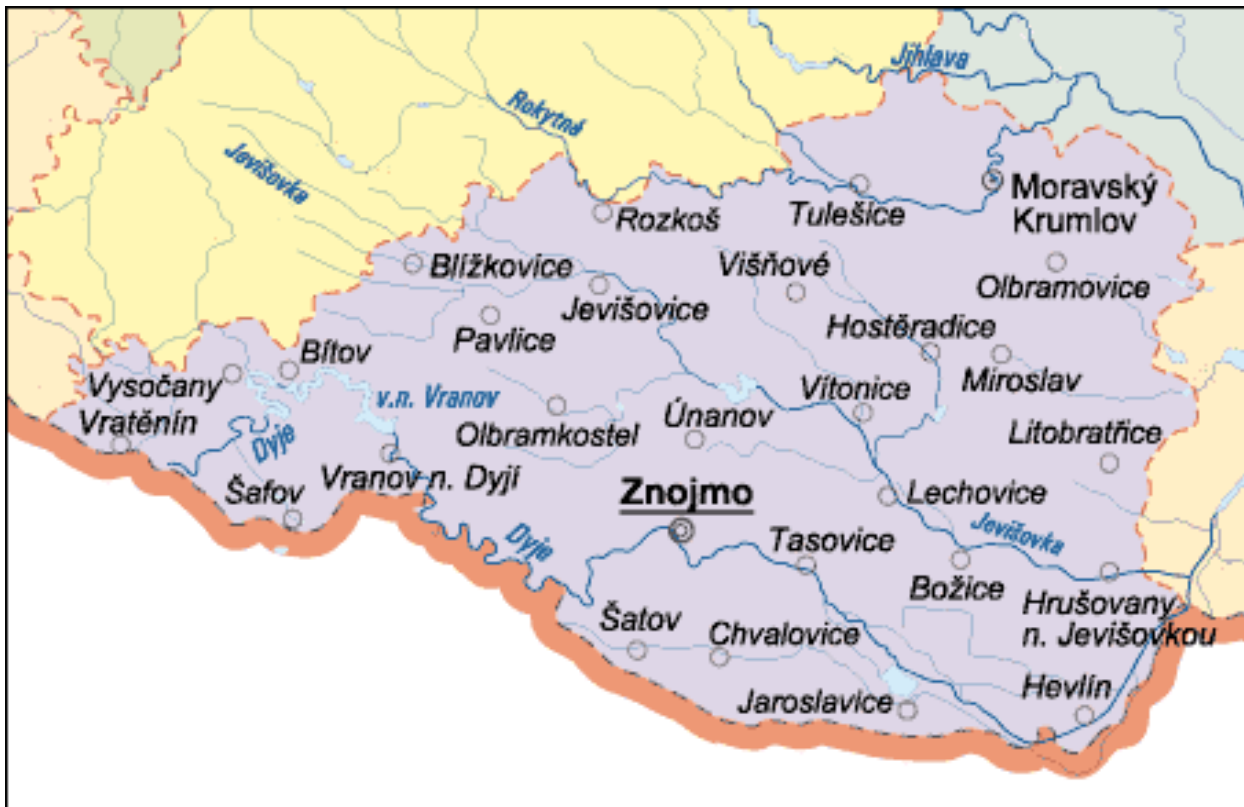 Jihlava
Rokytná
Jevišovka
Moravský
Krumlov
Rozkoš
Tulešice
Blížkovice
Višňové
Olbramovice
Jevišovice
Pavlice
Hostěradice
Bítov
Miroslav
Vysočany
v.n. Vranov
Vítonice
Vratěnín
Olbramkostel
Únanov
Litobratřice
Dyje
Vranov n. Dyjí
Šafov
Znojmo
Lechovice
Dyje
Tasovice
Jevišovka
Božice
Hrušovany
n. Jevišovkou
Šatov
Chvalovice
Hevlín
Jaroslavice